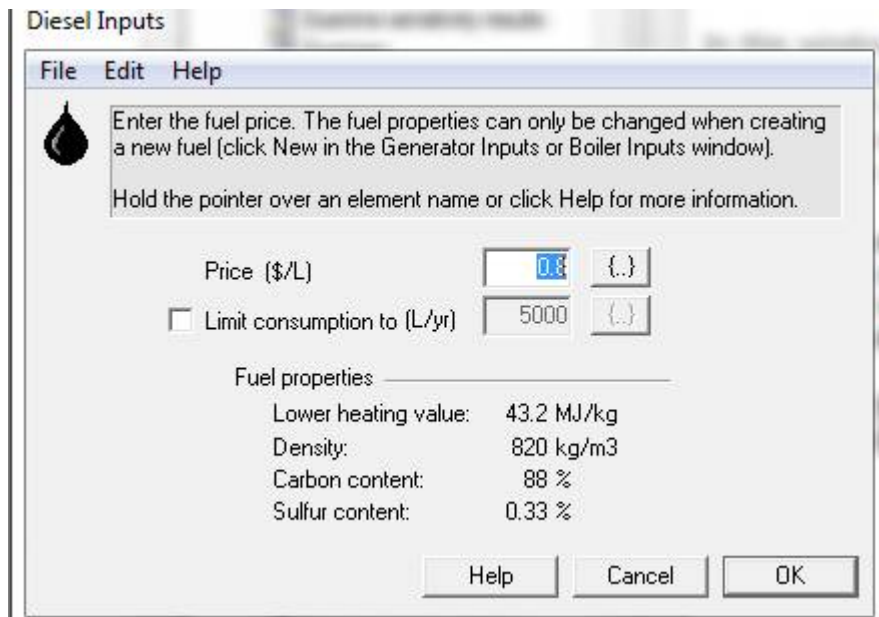 Diesel Inputs
File Edit Help
Enter the fuel price. The fuel properties can only be changed when creating
a new fuel (click New in the Generator Inputs or Boiler Inputs window).
Hold the pointer over an element name or click Help for more information.
Price ($/L) 0.8 {..}
Limit consumption to (L/yr) 5000 {..}
Fuel properties
Lower heating value: 43.2 MJ/kg
Density: 820 kg/m3
Carbon content: 88 %
Sulfur content: 0.33 %
Help Cancel OK